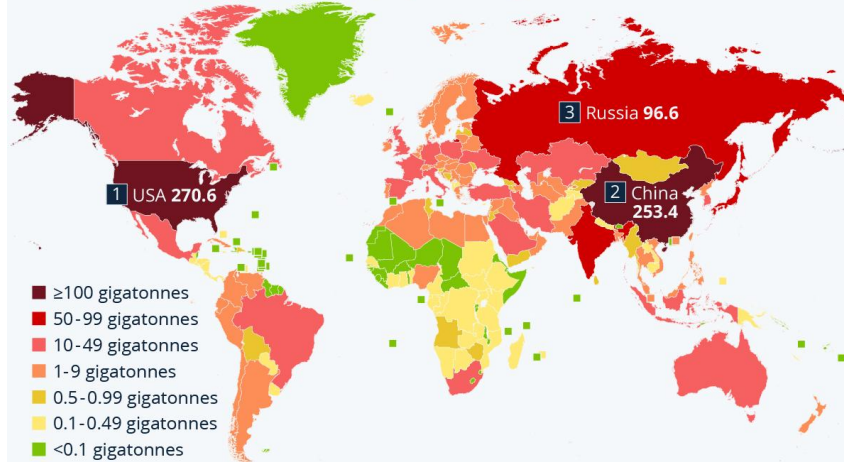 3 Russia 96.6
1 USA 270.6
2 China
253.4
≥100 gigatonnes
50-99 gigatonnes
10-49 gigatonnes
1-9 gigatonnes
0.5-0.99 gigatonnes
0.1-0.49 gigatonnes
<0.1 gigatonnes